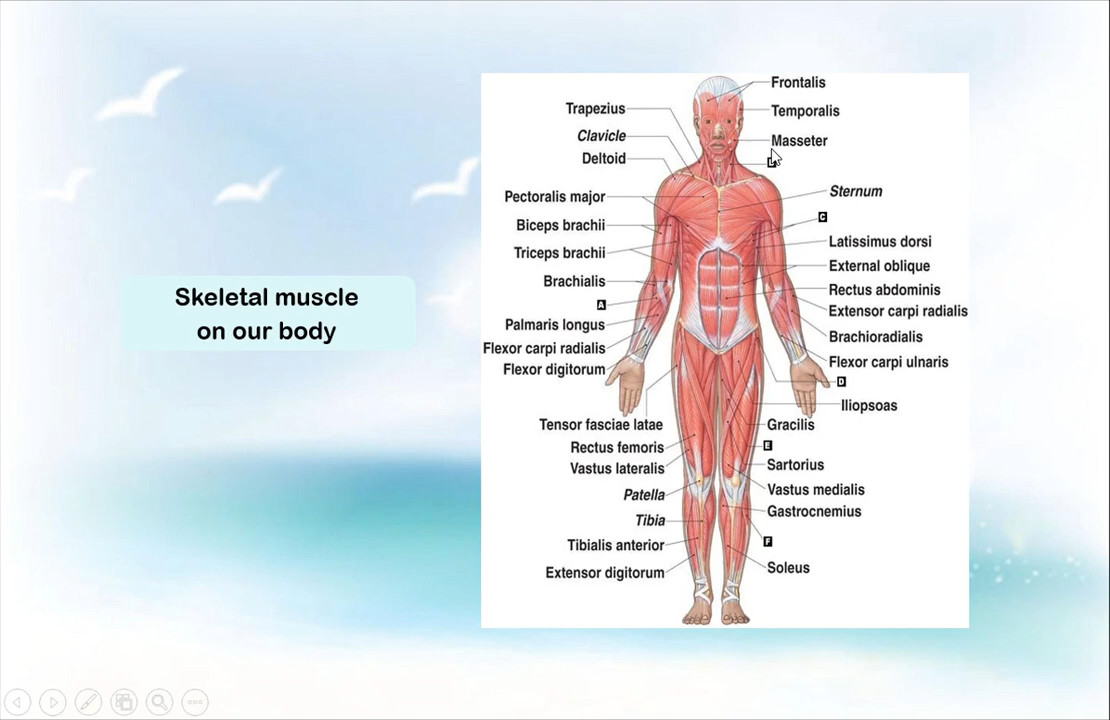 Skeletal muscle
on our body
Frontalis
Temporalis
Masseter
Sternum
C
Latissimus dorsi
External oblique
Rectus abdominis
Extensor carpi radialis
Brachioradialis
Flexor carpi ulnaris
D
Iliopsoas
Gracilis
E
Sartorius
Vastus medialis
Gastrocnemius
F
Soleus
Trapezius
Clavicle
Deltoid
Pectoralis major
Biceps brachii
Triceps brachii
Brachialis
A
Palmaris longus
Flexor carpi radialis
Flexor digitorum
Tensor fasciae latae
Rectus femoris
Vastus lateralis
Patella
Tibia
Tibialis anterior
Extensor digitorum